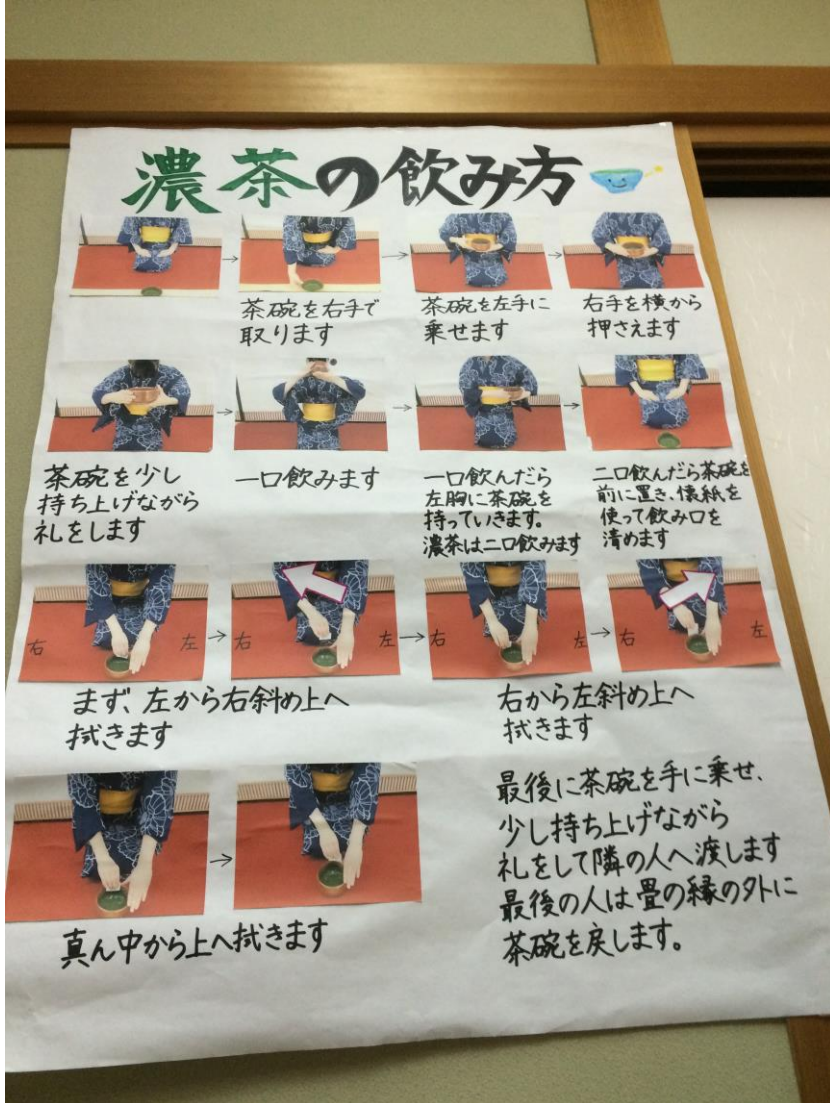 濃茶の飲み方
茶碗を右手で
取ります
茶碗を左手に
乗せます
右手を横から
押さえます
茶碗を少し
持ち上げながら
礼をします
一口飲みます
一口飲んだら
左胸に茶碗を
持っていきます。
濃茶は二口飲みます
二口飲んだら茶碗を
前に置き、懐紙を
使って飲み口を
清めます
右 左
右 左
右 左
右 左
まず、左から右斜め上へ
拭きます
右から左斜め上へ
拭きます
真ん中から上へ拭きます
最後に茶碗を手に乗せ、
少し持ち上げながら
礼をして隣の人へ渡します
最後の人は畳の縁の外に
茶碗を戻します。